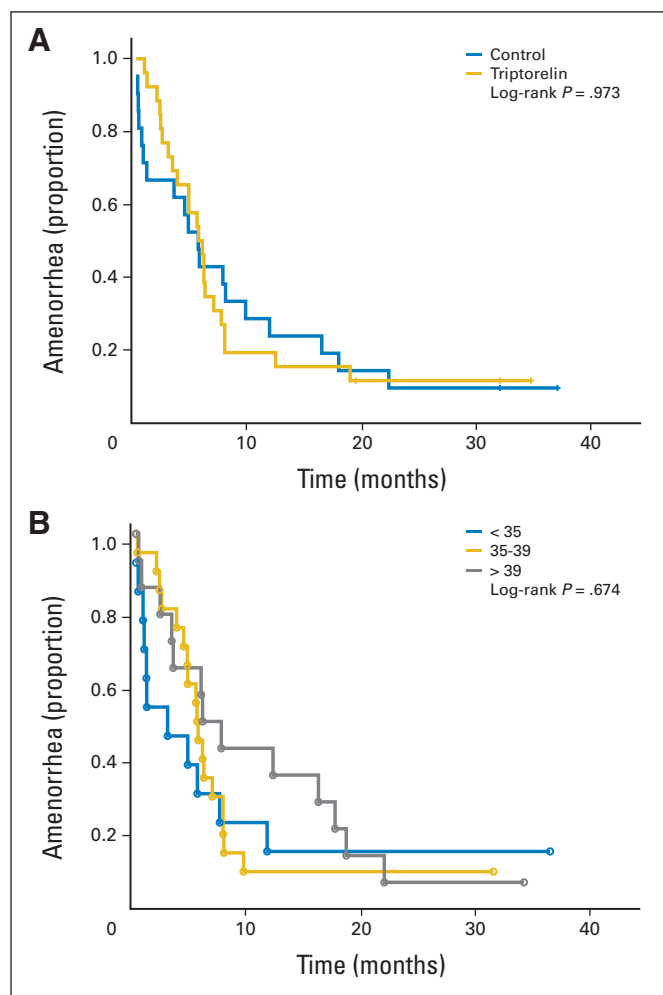 A
Control
Triptorelin
Log-rank P = .973
Amenorrhea (proportion)
1.0
0.8
0.6
0.4
0.2
0
10
20
30
40
Time (months)
B
< 35
35-39
> 39
Log-rank P = .674
Amenorrhea (proportion)
1.0
0.8
0.6
0.4
0.2
0
10
20
30
40
Time (months)